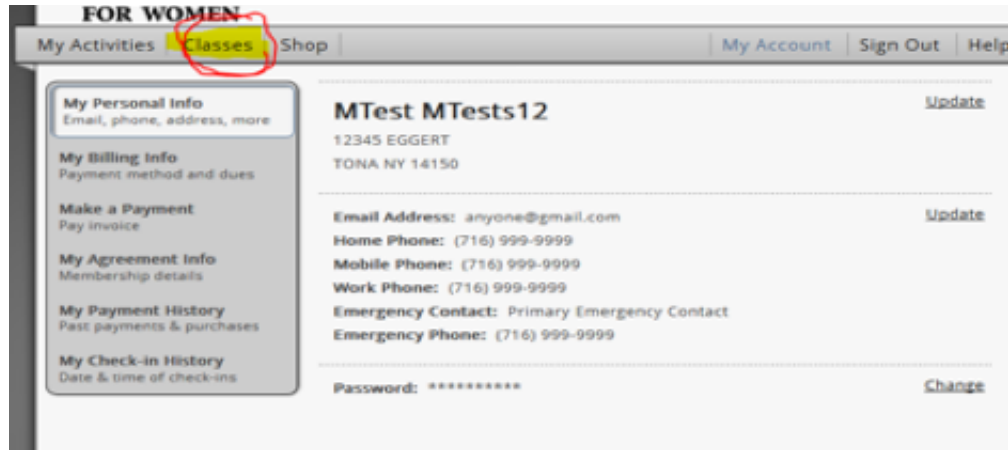 FOR WOMEN
My Activities Classes Shop My Account Sign Out Help
My Personal Info
Email, phone, address, more
My Billing Info
Payment method and dues
Make a Payment
Pay invoice
My Agreement Info
Membership details
My Payment History
Past payments & purchases
My Check-in History
Date & time of check-ins
MTest MTests12 Update
12345 EGGERT
TONA NY 14150
Email Address: anyone@gmail.com Update
Home Phone: (716) 999-9999
Mobile Phone: (716) 999-9999
Work Phone: (716) 999-9999
Emergency Contact: Primary Emergency Contact
Emergency Phone: (716) 999-9999
Password: ********** Change